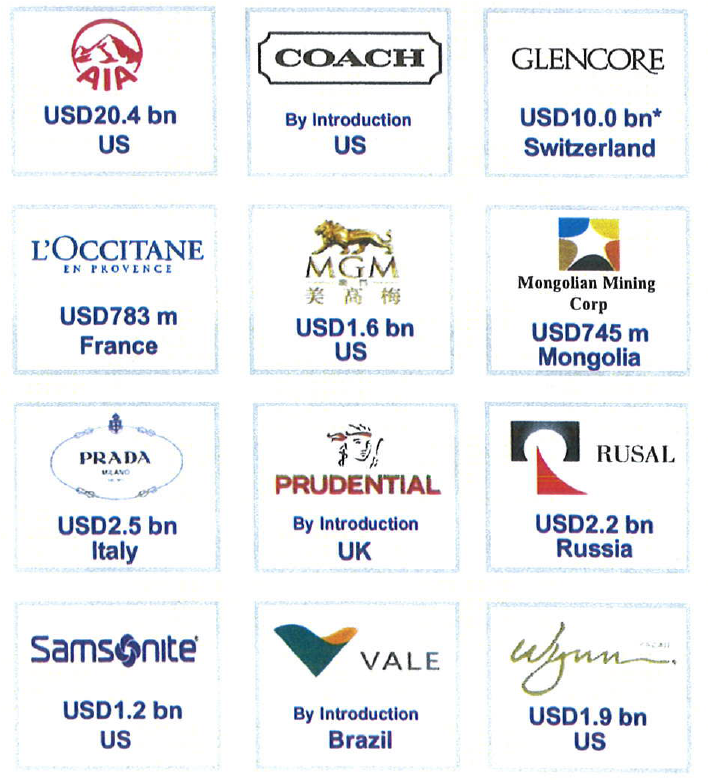 AIA
USD20.4 bn
US
COACH
By Introduction
US
GLENCORE
USD10.0 bn*
Switzerland
L'OCCITANE
EN PROVENCE
USD783 m
France
MGM
美高梅
USD1.6 bn
US
Mongolian Mining
Corp
USD745 m
Mongolia
PRADA
MILANO
USD2.5 bn
Italy
PRUDENTIAL
By Introduction
UK
RUSAL
USD2.2 bn
Russia
Samsonite
USD1.2 bn
US
VALE
By Introduction
Brazil
Wynn
USD1.9 bn
US